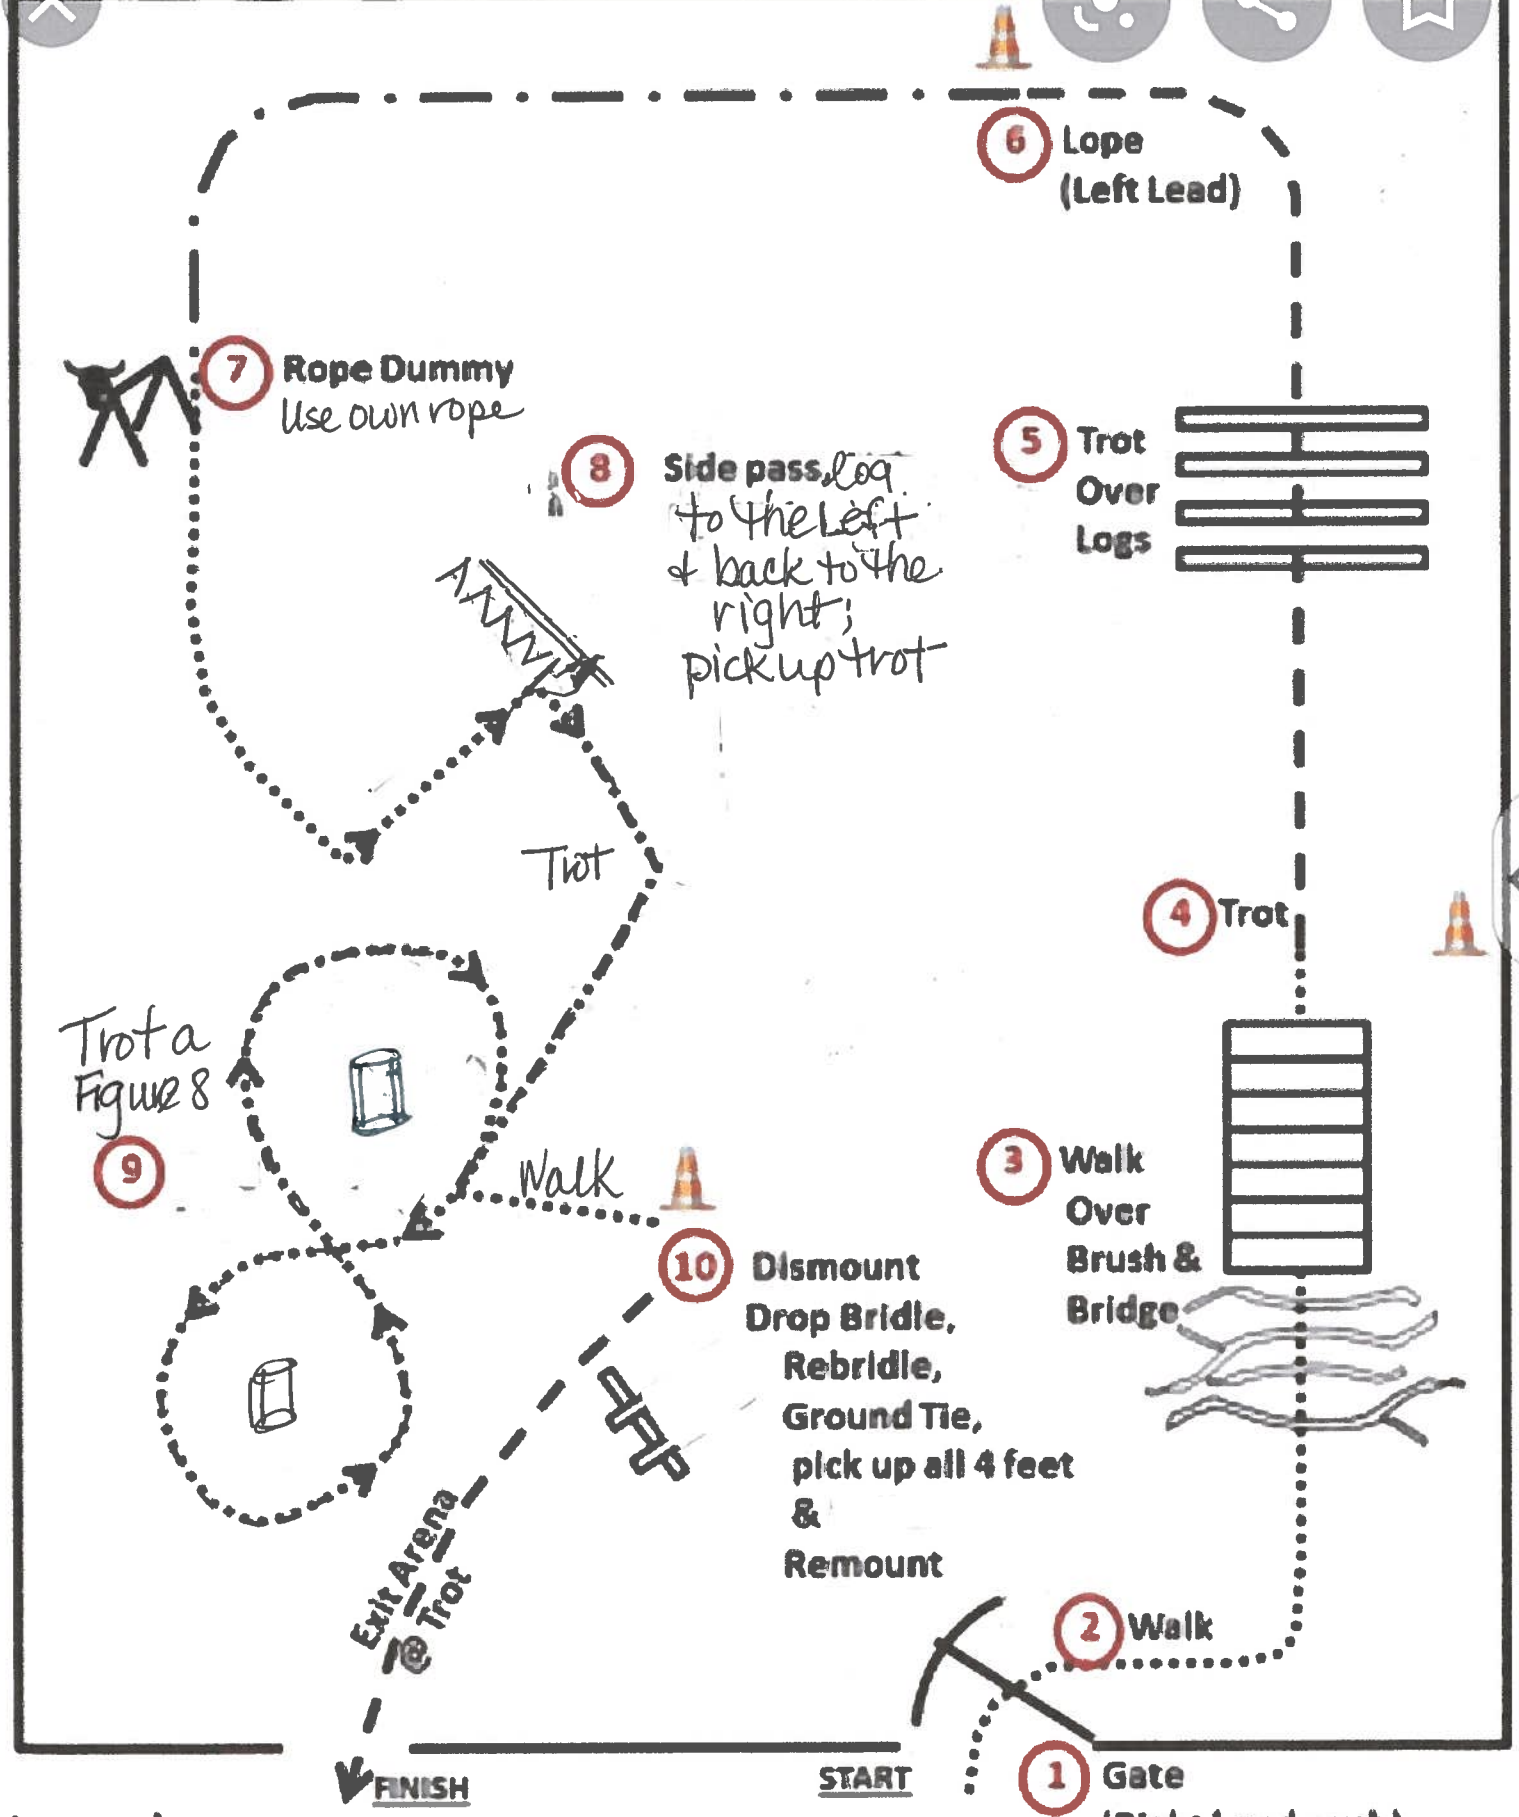 6 Lope
(Left Lead)
7 Rope Dummy
Use own rope
8 Side pass, log
to the Left
& back to the
right;
pick up trot
5 Trot
Over
Logs
Trot
4 Trot
Trot a
Figure 8
9
Walk
3 Walk
Over
Brush &
Bridge
10 Dismount
Drop Bridle,
Rebridle,
Ground Tie,
pick up all 4 feet
&
Remount
Exit Arena
@ Trot
2 Walk
FINISH
START
1 Gate